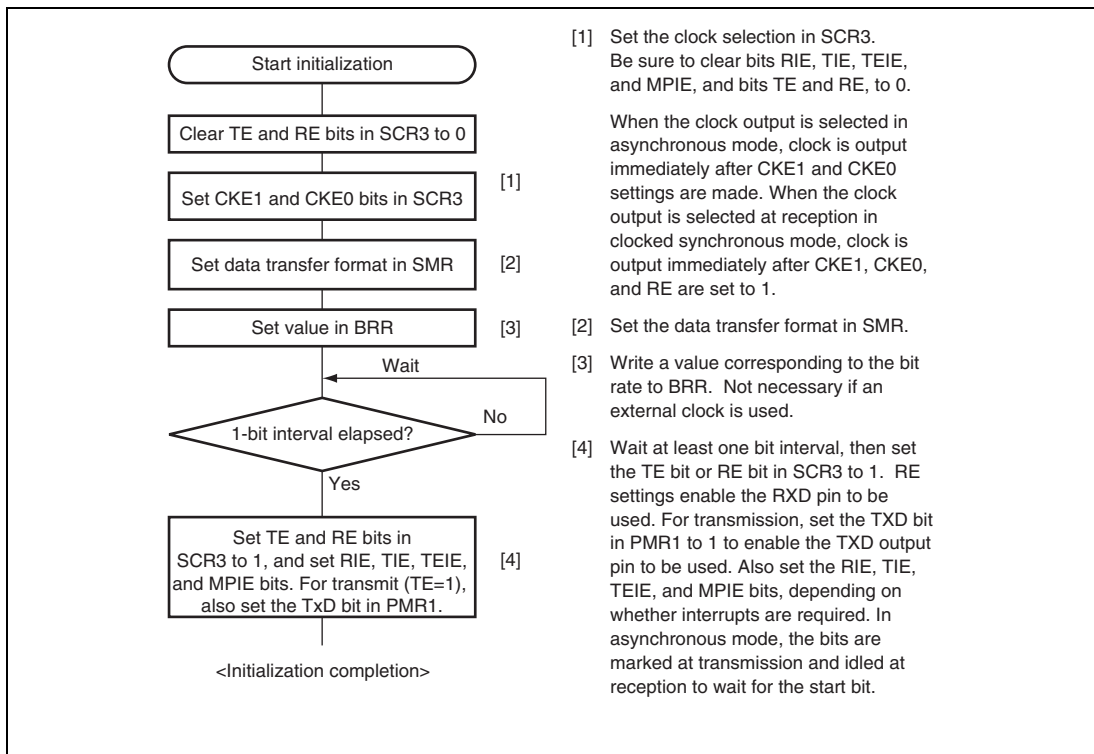 Start initialization
Clear TE and RE bits in SCR3 to 0
Set CKE1 and CKE0 bits in SCR3
[1]
Set data transfer format in SMR
[2]
Set value in BRR
[3]
Wait
1-bit interval elapsed?
No
Yes
Set TE and RE bits in
SCR3 to 1, and set RIE, TIE, TEIE,
and MPIE bits. For transmit (TE=1),
also set the TxD bit in PMR1.
[4]
<Initialization completion>
[1] Set the clock selection in SCR3.
Be sure to clear bits RIE, TIE, TEIE,
and MPIE, and bits TE and RE, to 0.
When the clock output is selected in
asynchronous mode, clock is output
immediately after CKE1 and CKE0
settings are made. When the clock
output is selected at reception in
clocked synchronous mode, clock is
output immediately after CKE1, CKE0,
and RE are set to 1.
[2] Set the data transfer format in SMR.
[3] Write a value corresponding to the bit
rate to BRR. Not necessary if an
external clock is used.
[4] Wait at least one bit interval, then set
the TE bit or RE bit in SCR3 to 1. RE
settings enable the RXD pin to be
used. For transmission, set the TXD bit
in PMR1 to 1 to enable the TXD output
pin to be used. Also set the RIE, TIE,
TEIE, and MPIE bits, depending on
whether interrupts are required. In
asynchronous mode, the bits are
marked at transmission and idled at
reception to wait for the start bit.